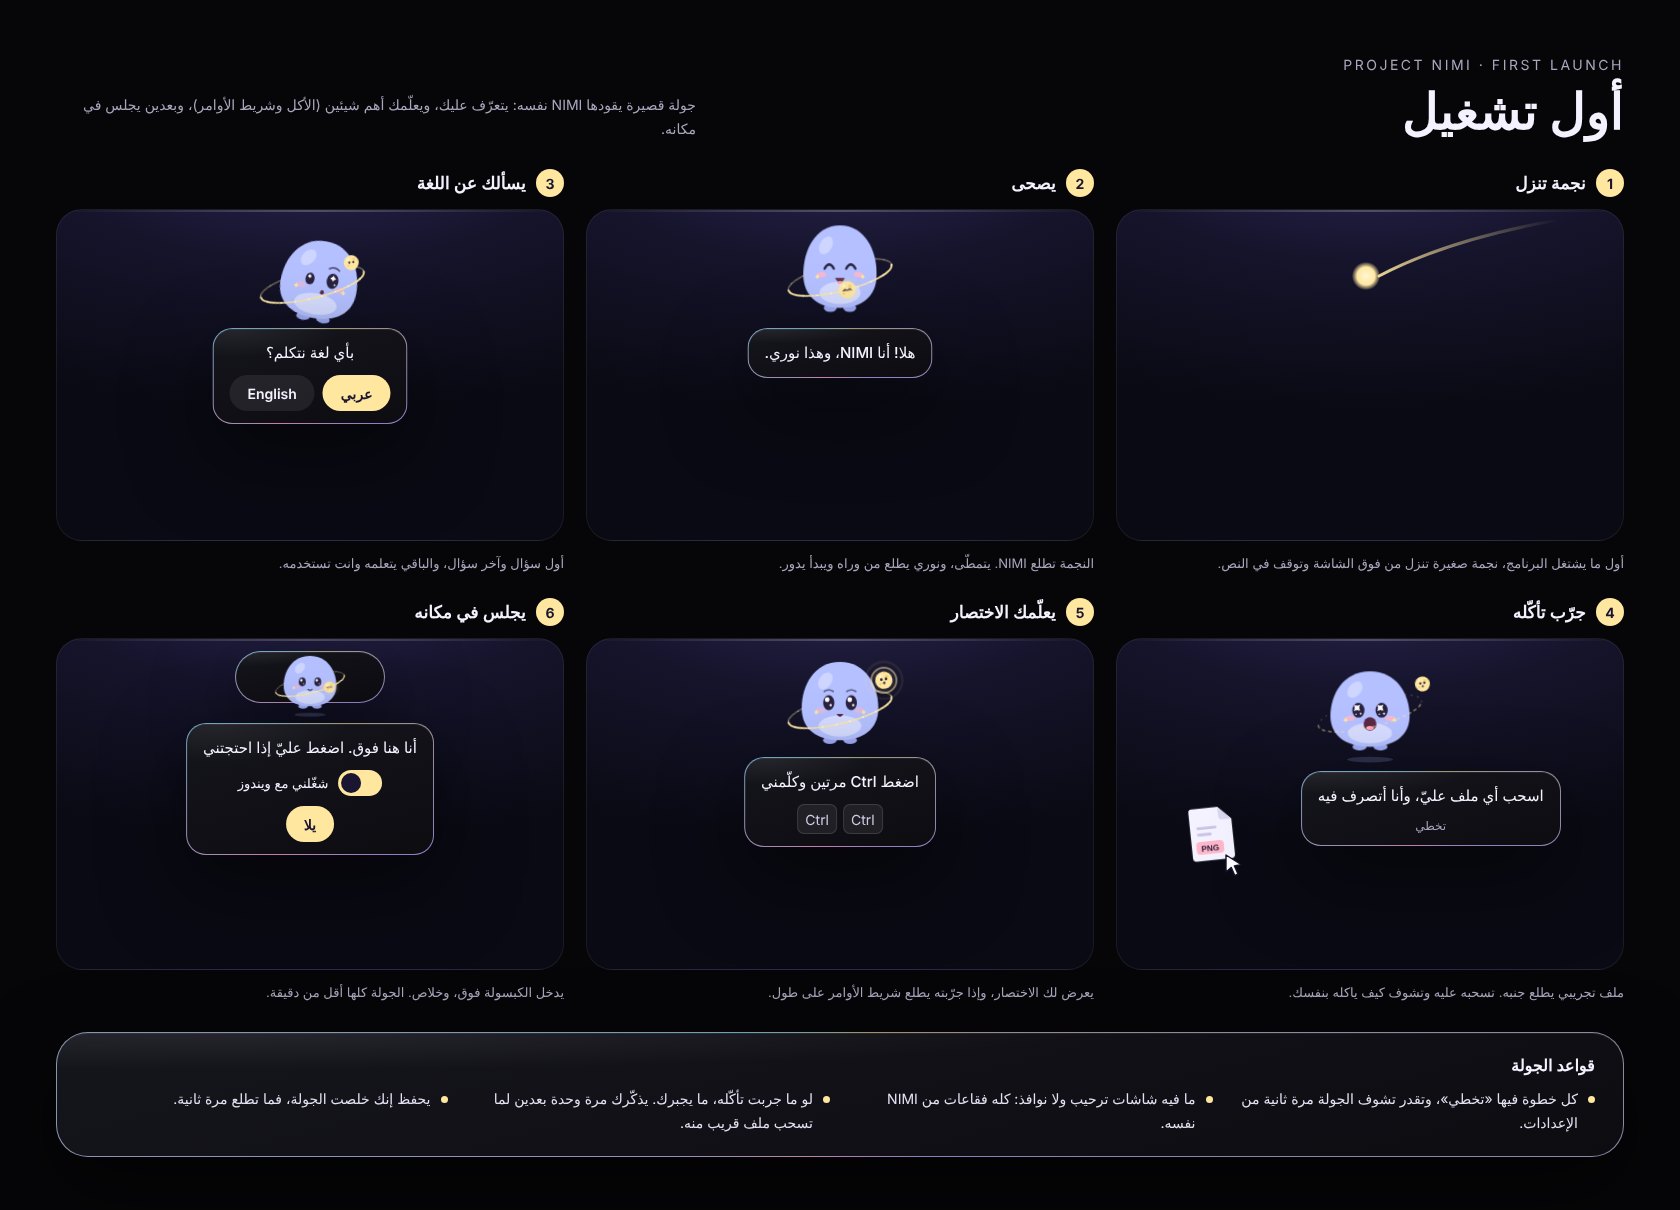 PROJECT NIMI · FIRST LAUNCH
أول تشغيل
جولة قصيرة يقودها NIMI نفسه: يتعرّف عليك، ويعلّمك أهم شيئين (الأكل وشريط الأوامر)، وبعدين يجلس في
مكانه.
1 نجمة تنزل
أول ما يشتغل البرنامج، نجمة صغيرة تنزل من فوق الشاشة وتوقف في النص.
2 يصحى
هلا! أنا NIMI، وهذا نوري.
النجمة تطلع NIMI. يتمطّى، ونوري يطلع من وراه ويبدأ يدور.
3 يسألك عن اللغة
بأي لغة نتكلم؟
عربي English
أول سؤال وآخر سؤال، والباقي يتعلمه وانت تستخدمه.
4 جرّب تأكّله
اسحب أي ملف عليّ، وأنا أتصرف فيه
تخطي
PNG
ملف تجريبي يطلع جنبه. تسحبه عليه وتشوف كيف ياكله بنفسك.
5 يعلّمك الاختصار
اضغط Ctrl مرتين وكلّمني
Ctrl Ctrl
يعرض لك الاختصار، وإذا جرّبته يطلع شريط الأوامر على طول.
6 يجلس في مكانه
أنا هنا فوق. اضغط عليّ إذا احتجتني
شغّلني مع ويندوز
يلا
يدخل الكبسولة فوق، وخلاص. الجولة كلها أقل من دقيقة.
قواعد الجولة
كل خطوة فيها «تخطي»، وتقدر تشوف الجولة مرة ثانية من
الإعدادات.
ما فيه شاشات ترحيب ولا نوافذ: كله فقاعات من NIMI
نفسه.
لو ما جربت تأكّله، ما يجبرك. يذكّرك مرة وحدة بعدين لما
تسحب ملف قريب منه.
يحفظ إنك خلصت الجولة، فما تطلع مرة ثانية.